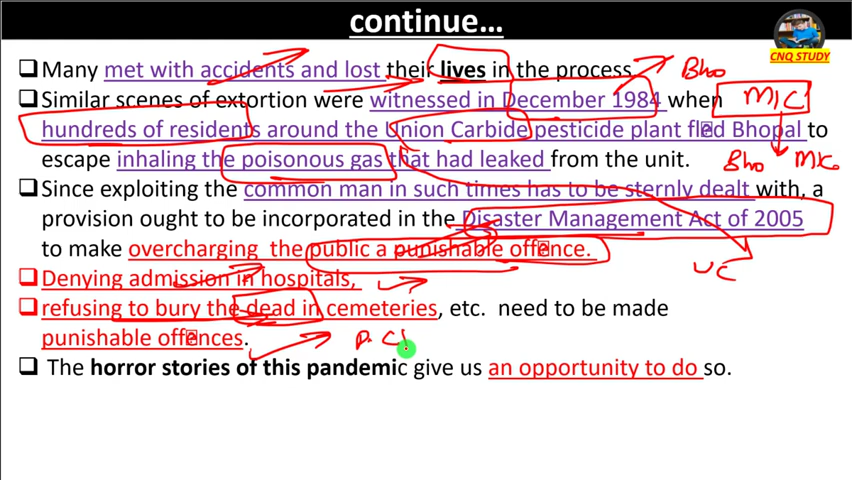 continue…
CNQ STUDY
❑Many met with accidents and lost their lives in the process
Bho
❑Similar scenes of extortion were witnessed in December 1984 when
MIC
hundreds of residents around the Union Carbide pesticide plant fled Bhopal to
escape inhaling the poisonous gas that had leaked from the unit.
Bho MIC
❑Since exploiting the common man in such times has to be sternly dealt with, a
provision ought to be incorporated in the Disaster Management Act of 2005
to make overcharging the public a punishable offence.
UC
❑Denying admission in hospitals,
❑refusing to bury the dead in cemeteries, etc. need to be made
punishable offences.
❑ The horror stories of this pandemic give us an opportunity to do so.